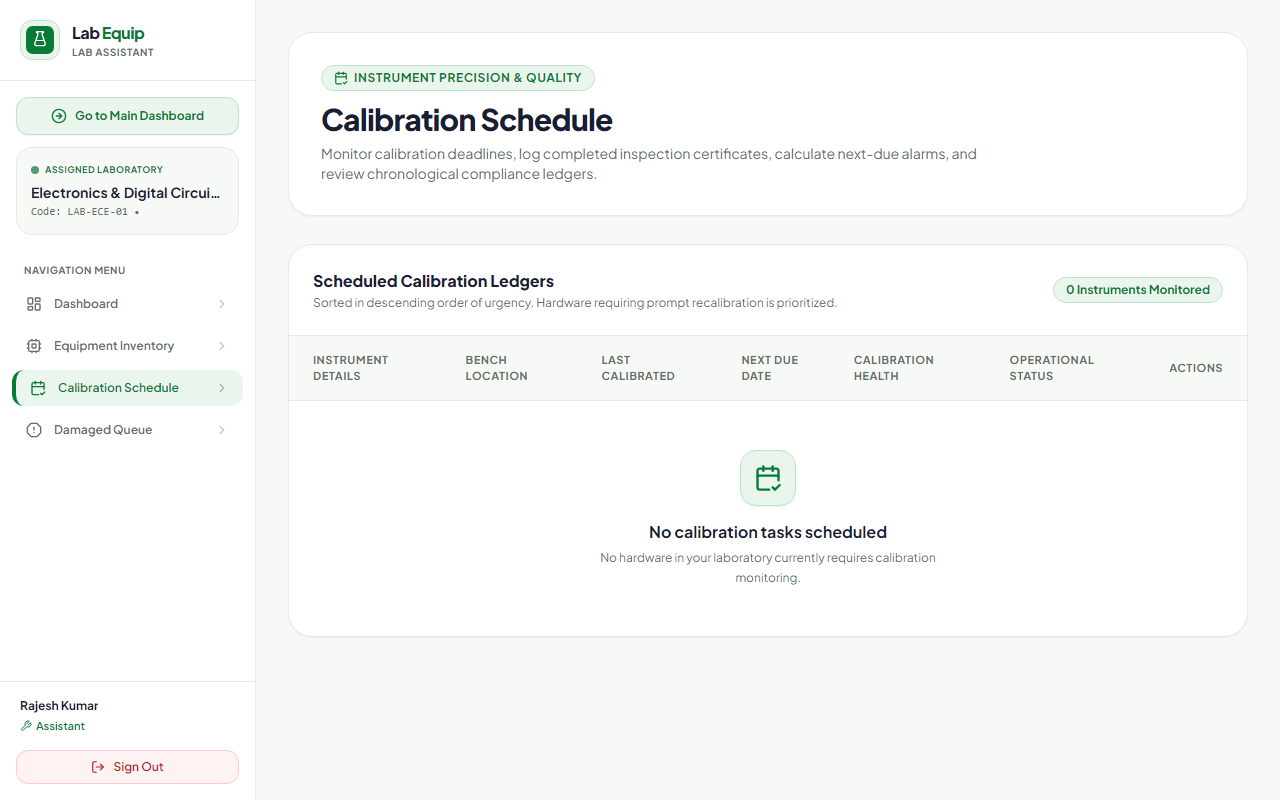 Lab Equip
LAB ASSISTANT
Go to Main Dashboard
ASSIGNED LABORATORY
Electronics & Digital Circui...
Code: LAB-ECE-01 •
NAVIGATION MENU
Dashboard
Equipment Inventory
Calibration Schedule
Damaged Queue
Rajesh Kumar
Assistant
Sign Out
INSTRUMENT PRECISION & QUALITY
Calibration Schedule
Monitor calibration deadlines, log completed inspection certificates, calculate next-due alarms, and
review chronological compliance ledgers.
Scheduled Calibration Ledgers
Sorted in descending order of urgency. Hardware requiring prompt recalibration is prioritized.
0 Instruments Monitored
INSTRUMENT DETAILS
BENCH LOCATION
LAST CALIBRATED
NEXT DUE DATE
CALIBRATION HEALTH
OPERATIONAL STATUS
ACTIONS
No calibration tasks scheduled
No hardware in your laboratory currently requires calibration
monitoring.